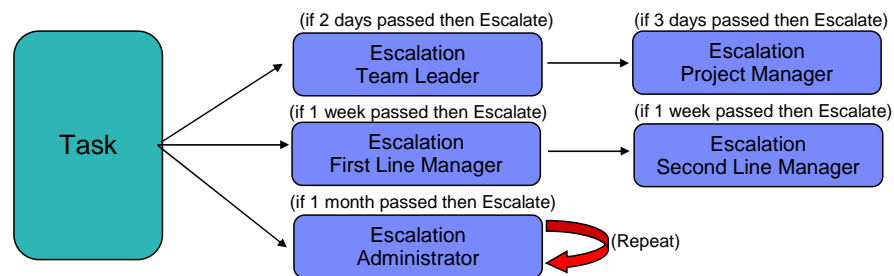 (if 2 days passed then Escalate)
(if 3 days passed then Escalate)
Escalation
Team Leader
Escalation
Project Manager
(if 1 week passed then Escalate)
(if 1 week passed then Escalate)
Task
Escalation
First Line Manager
Escalation
Second Line Manager
(if 1 month passed then Escalate)
Escalation
Administrator
(Repeat)